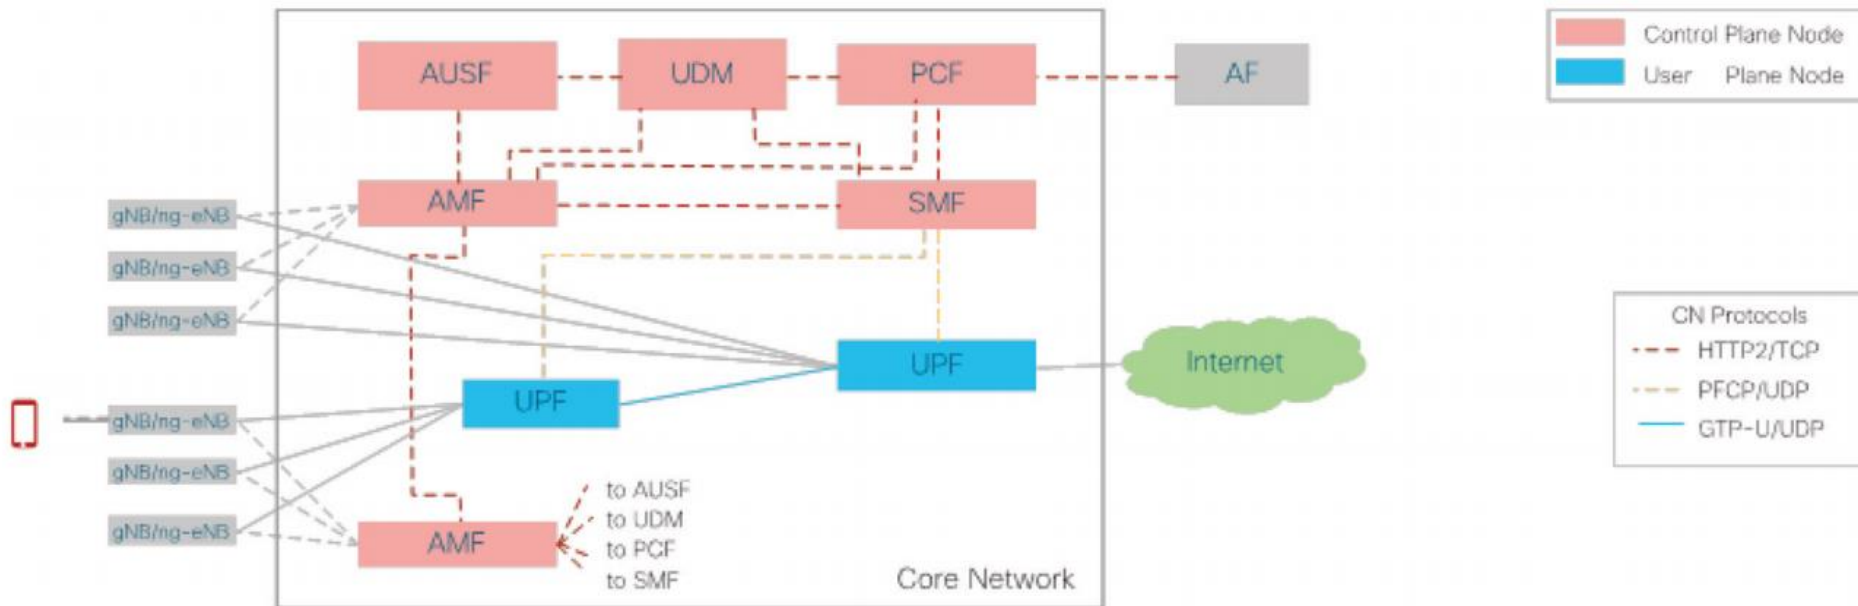 AUSF
UDM
PCF
AF
Control Plane Node
User Plane Node
AMF
SMF
gNB/ng-eNB
gNB/ng-eNB
gNB/ng-eNB
CN Protocols
HTTP2/TCP
PFCP/UDP
GTP-U/UDP
UPF
Internet
UPF
gNB/ng-eNB
gNB/ng-eNB
gNB/ng-eNB
AMF
to AUSF
to UDM
to PCF
to SMF
Core Network